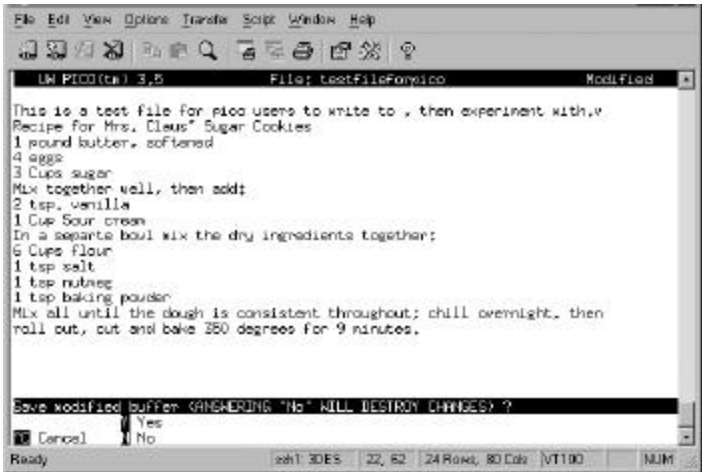 File Edit View Options Transfer Script Window Help
UW PICO(tm) 3.5 File: testfileforpico Modified
This is a test file for pico users to write to , then experiment with.v
Recipe for Mrs. Claus' Sugar Cookies
1 pound butter, softened
4 eggs
3 Cups sugar
Mix together well, then add:
2 tsp. vanilla
1 Cup Sour cream
In a separte bowl mix the dry ingredients together:
6 Cups flour
1 tsp salt
1 tsp nutmeg
1 tsp baking powder
Mix all until the dough is consistent throughout; chill overnight, then
roll out, cut and bake 350 degrees for 9 minutes.
Save modified buffer (ANSWERING "No" WILL DESTROY CHANGES) ?
Y Yes
^C Cancel N No
Ready ssh1: 3DES 22, 62 24 Rows, 80 Cols VT100 NUM